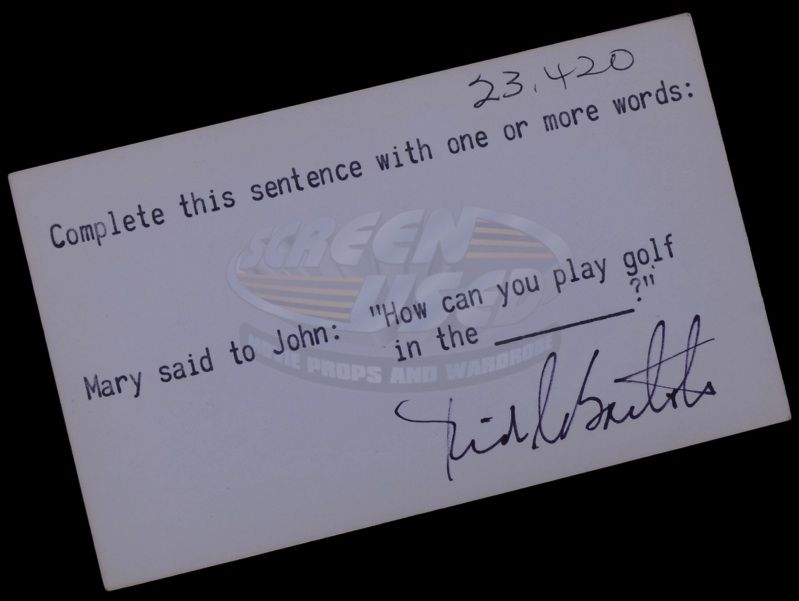 23.420
Complete this sentence with one or more words:
Mary said to John: "How can you play golf
in the ________?"
SCREEN
USED
MOVIE PROPS AND WARDROBE